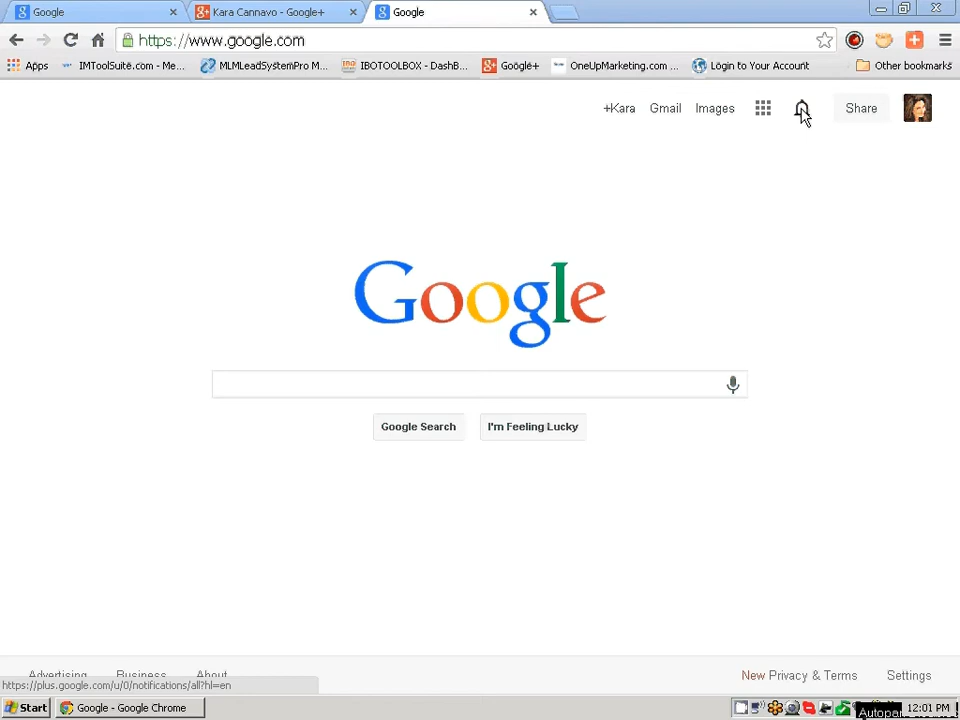 Google
Kara Cannavo - Google+
Google
https://www.google.com
Apps
IMToolSuite.com - Me...
MLMLeadSystemPro M...
IBOTOOLBOX - DashB...
Google+
OneUpMarketing.com ...
Login to Your Account
Other bookmarks
+Kara
Gmail
Images
Share
Google
Google Search
I'm Feeling Lucky
Advertising
Business
About
New Privacy & Terms
Settings
https://plus.google.com/u/0/notifications/all?hl=en
Start
Google - Google Chrome
12:01 PM